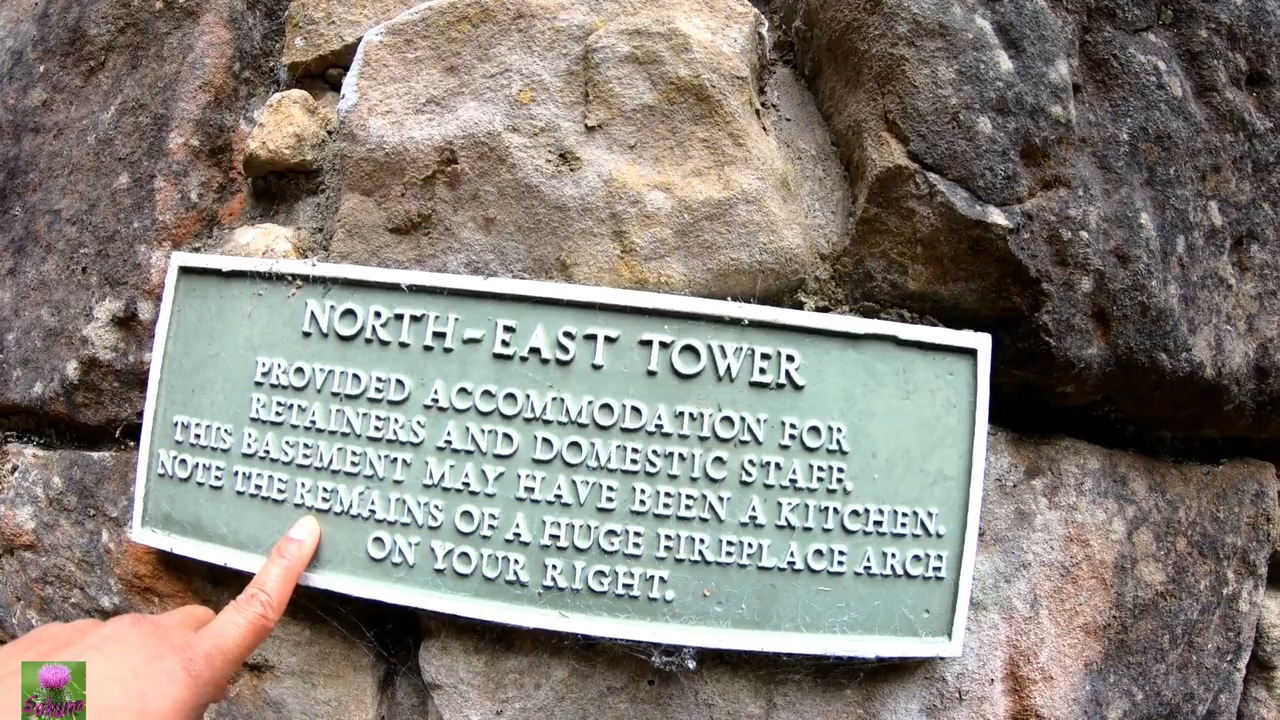 NORTH-EAST TOWER
PROVIDED ACCOMMODATION FOR
RETAINERS AND DOMESTIC STAFF.
THIS BASEMENT MAY HAVE BEEN A KITCHEN.
NOTE THE REMAINS OF A HUGE FIREPLACE ARCH
ON YOUR RIGHT.